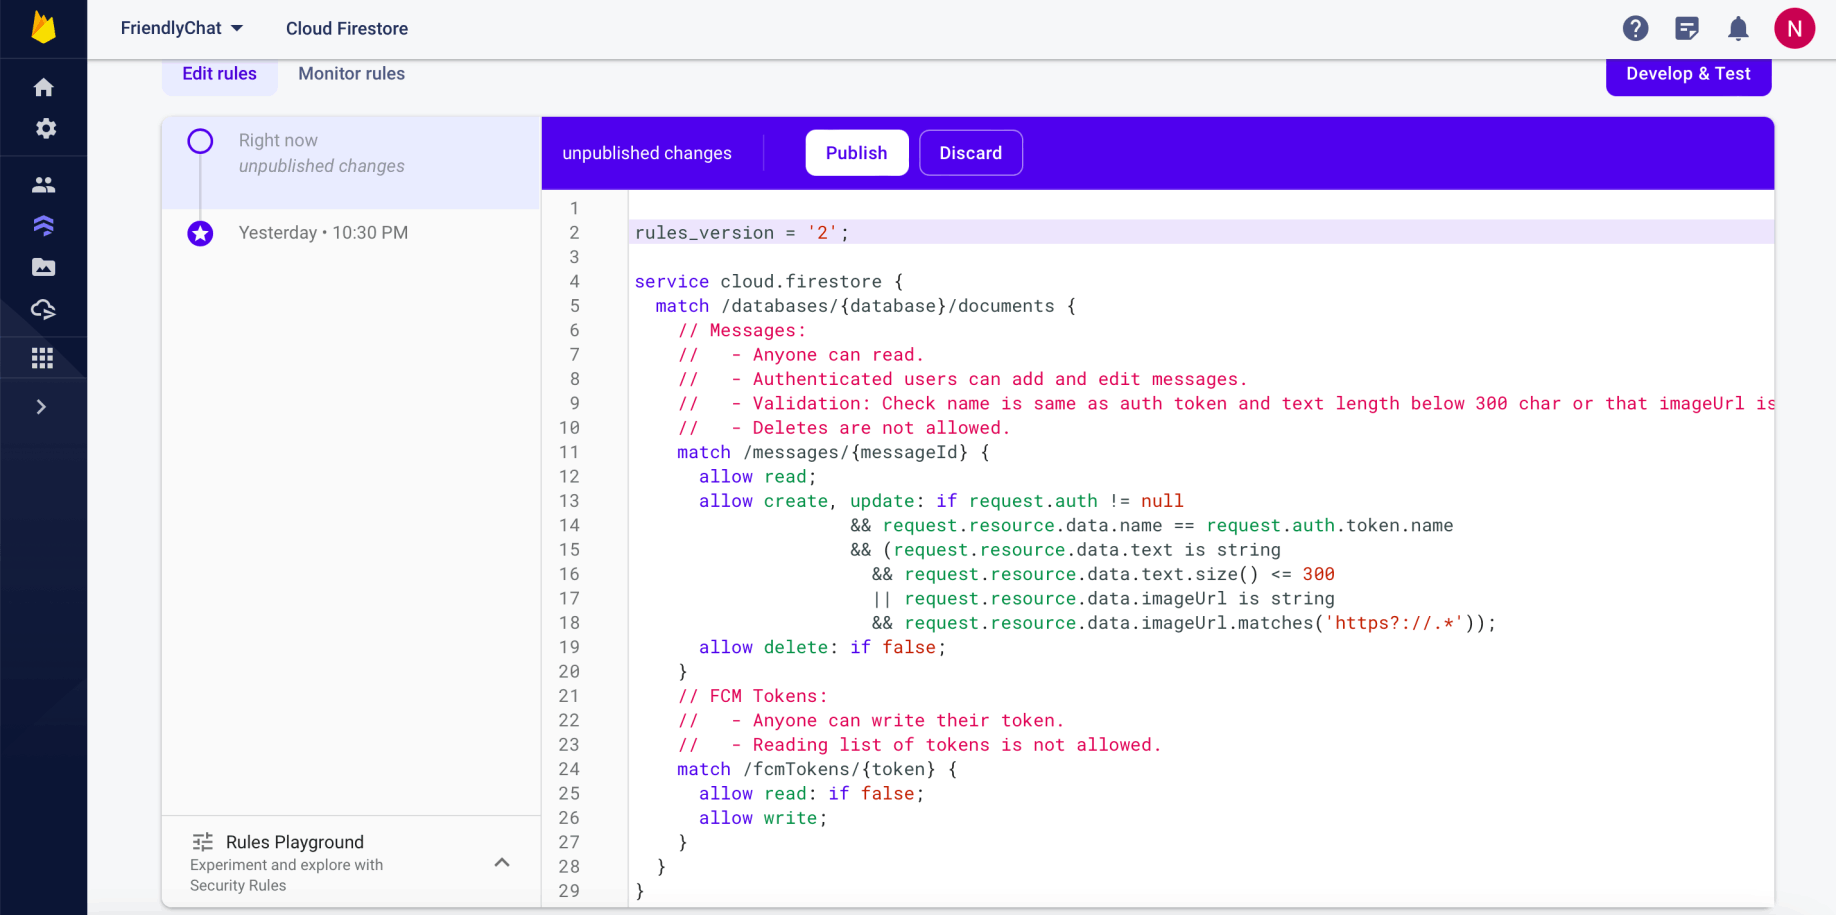 FriendlyChat
Cloud Firestore
N
Edit rules
Monitor rules
Develop & Test
Right now
unpublished changes
Yesterday • 10:30 PM
unpublished changes
Publish
Discard
1
2 rules_version = '2';
3
4 service cloud.firestore {
5   match /databases/{database}/documents {
6     // Messages:
7     //   - Anyone can read.
8     //   - Authenticated users can add and edit messages.
9     //   - Validation: Check name is same as auth token and text length below 300 char or that imageUrl is
10     //   - Deletes are not allowed.
11     match /messages/{messageId} {
12       allow read;
13       allow create, update: if request.auth != null
14                     && request.resource.data.name == request.auth.token.name
15                     && (request.resource.data.text is string
16                       && request.resource.data.text.size() <= 300
17                       || request.resource.data.imageUrl is string
18                       && request.resource.data.imageUrl.matches('https?://.*'));
19       allow delete: if false;
20     }
21     // FCM Tokens:
22     //   - Anyone can write their token.
23     //   - Reading list of tokens is not allowed.
24     match /fcmTokens/{token} {
25       allow read: if false;
26       allow write;
27     }
28   }
29 }
Rules Playground
Experiment and explore with
Security Rules